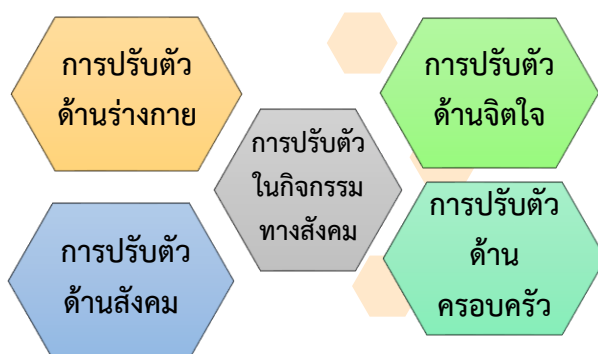 การปรับตัว
ด้านร่างกาย
การปรับตัว
ด้านจิตใจ
การปรับตัว
ในกิจกรรม
ทางสังคม
การปรับตัว
ด้านสังคม
การปรับตัว
ด้าน
ครอบครัว